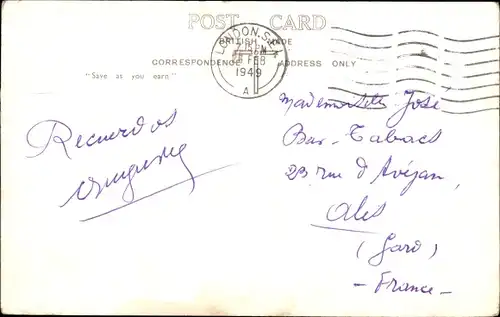 POST CARD
BRITISH MADE
CORRESPONDENCE ADDRESS ONLY
LONDON. S.E.1
FEB
1949
A
"Save as you earn"
Recuerdos
Mademoiselle José
Bar-Tabacs
23 rue d'Avéjan
Alès
(Gard)
- France -